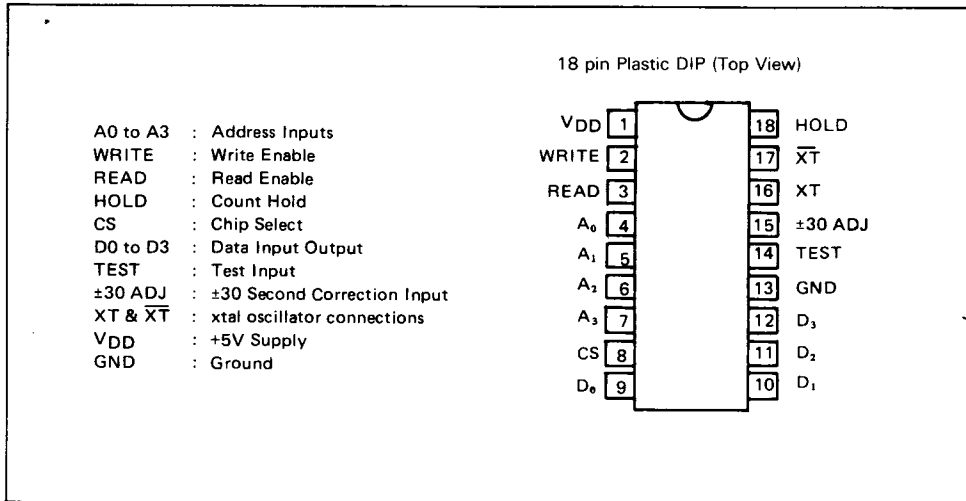 18 pin Plastic DIP (Top View)
A0 to A3 : Address Inputs
WRITE : Write Enable
READ : Read Enable
HOLD : Count Hold
CS : Chip Select
D0 to D3 : Data Input Output
TEST : Test Input
±30 ADJ : ±30 Second Correction Input
XT & X̅T̅ : xtal oscillator connections
VDD : +5V Supply
GND : Ground
VDD 1 18 HOLD
WRITE 2 17 X̅T̅
READ 3 16 XT
A₀ 4 15 ±30 ADJ
A₁ 5 14 TEST
A₂ 6 13 GND
A₃ 7 12 D₃
CS 8 11 D₂
D₀ 9 10 D₁